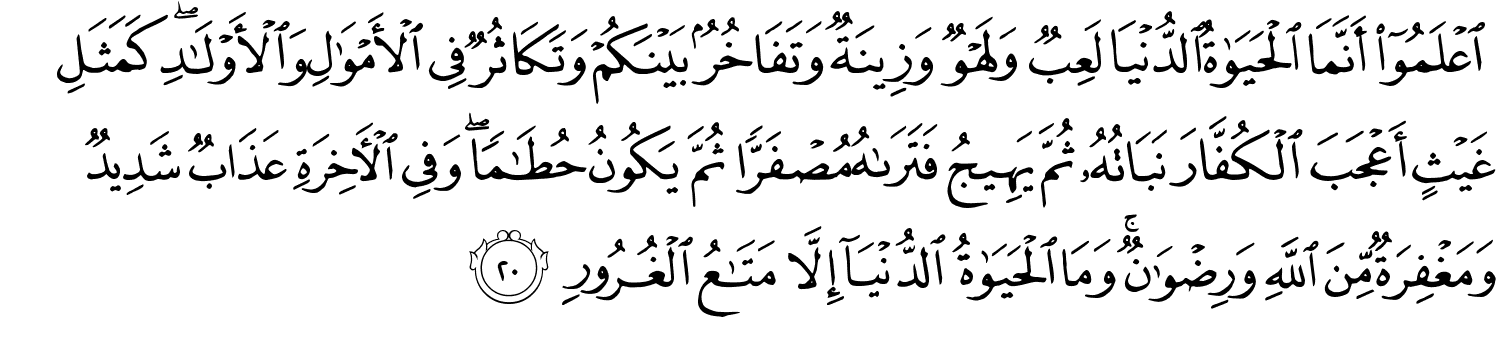 ٱعْلَمُوٓا۟ أَنَّمَا ٱلْحَيَوٰةُ ٱلدُّنْيَا لَعِبٌ وَلَهْوٌ وَزِينَةٌ وَتَفَاخُرٌۢ بَيْنَكُمْ وَتَكَاثُرٌ فِى ٱلْأَمْوَٰلِ وَٱلْأَوْلَـٰدِ ۖ كَمَثَلِ
غَيْثٍ أَعْجَبَ ٱلْكُفَّارَ نَبَاتُهُۥ ثُمَّ يَهِيجُ فَتَرَىٰهُ مُصْفَرًّا ثُمَّ يَكُونُ حُطَـٰمًا ۖ وَفِى ٱلْـَٔاخِرَةِ عَذَابٌ شَدِيدٌ
وَمَغْفِرَةٌ مِّنَ ٱللَّهِ وَرِضْوَٰنٌ ۚ وَمَا ٱلْحَيَوٰةُ ٱلدُّنْيَآ إِلَّا مَتَـٰعُ ٱلْغُرُورِ ٢٠